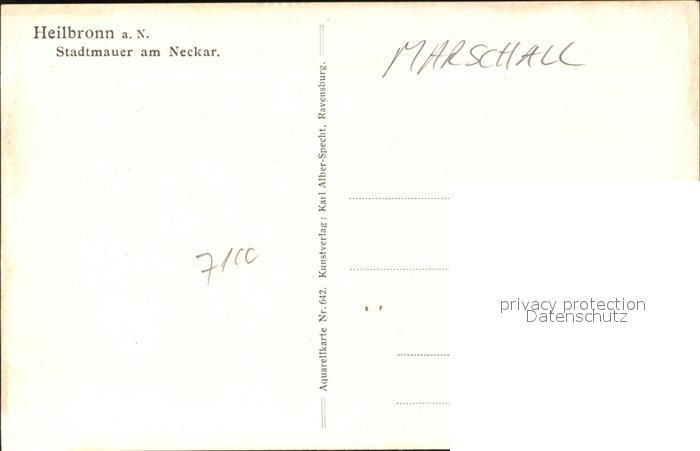 Heilbronn a. N.
Stadtmauer am Neckar.
MARSCHALL
7100
Aquarellkarte Nr. 642. Kunstverlag: Karl Alber-Specht, Ravensburg.
privacy protection
Datenschutz